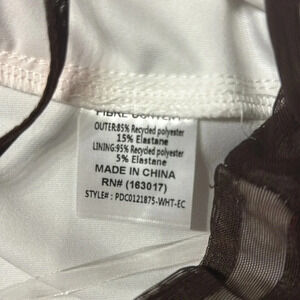 FIBRE CONTENT
OUTER:85% Recycled polyester
15% Elastane
LINING:95% Recycled polyester
5% Elastane
MADE IN CHINA
RN# (163017)
STYLE# : PDC0121875-WHT-EC